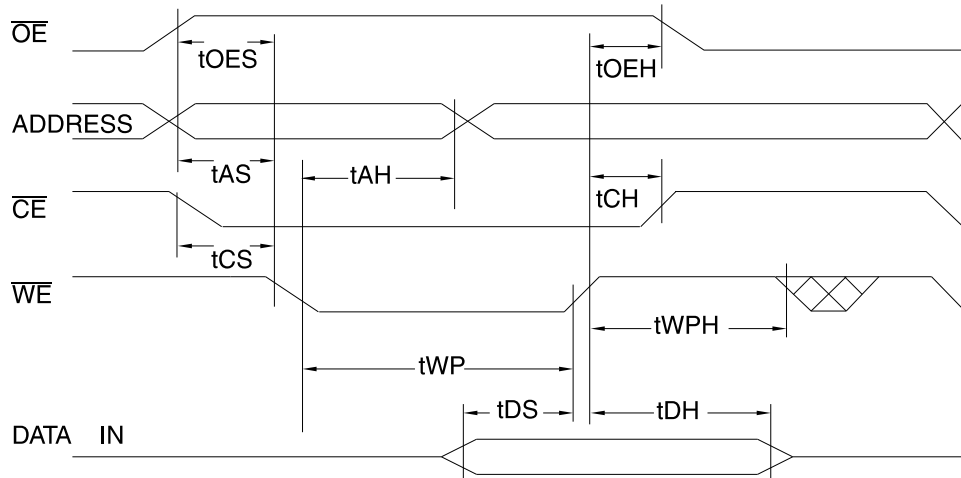 OE
tOES
tOEH
ADDRESS
tAS
tAH
tCH
CE
tCS
WE
tWPH
tWP
tDS
tDH
DATA IN